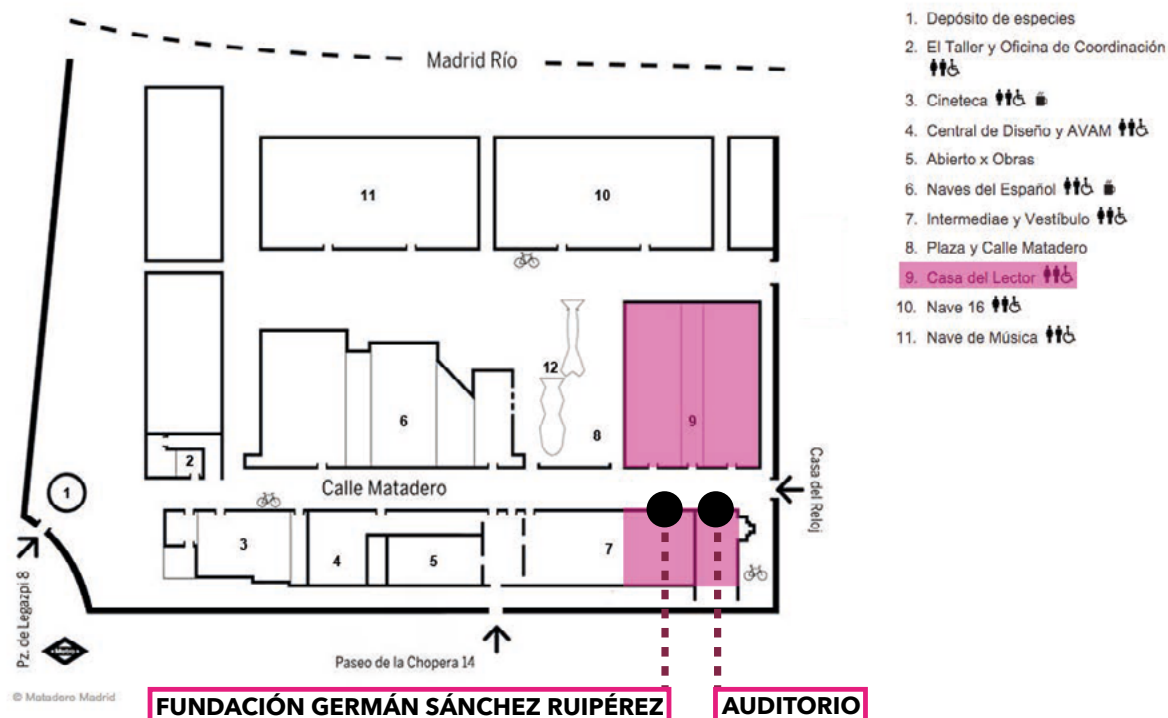 Madrid Río
11
10
12
6
8
9
2
Calle Matadero
1
3
4
5
7
Casa del Reloj
Pz. de Legazpi 8
Metro
Paseo de la Chopera 14
© Matadero Madrid
FUNDACIÓN GERMÁN SÁNCHEZ RUIPÉREZ
AUDITORIO
1. Depósito de especies
2. El Taller y Oficina de Coordinación
3. Cineteca
4. Central de Diseño y AVAM
5. Abierto x Obras
6. Naves del Español
7. Intermediae y Vestíbulo
8. Plaza y Calle Matadero
9. Casa del Lector
10. Nave 16
11. Nave de Música